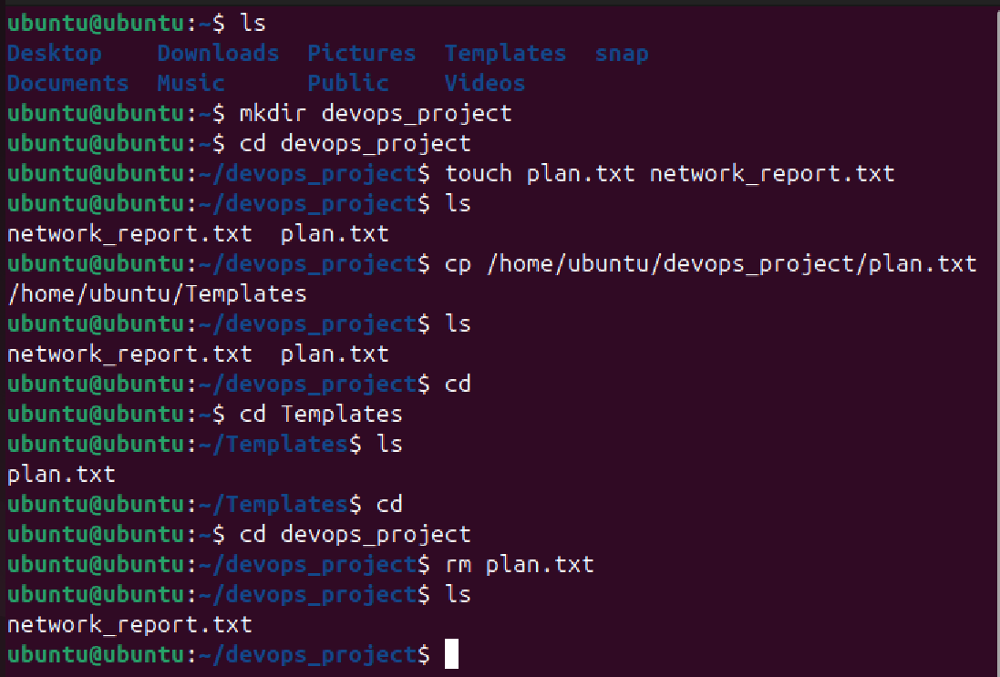 ubuntu@ubuntu:~$ ls
Desktop    Downloads  Pictures  Templates  snap
Documents  Music      Public    Videos
ubuntu@ubuntu:~$ mkdir devops_project
ubuntu@ubuntu:~$ cd devops_project
ubuntu@ubuntu:~/devops_project$ touch plan.txt network_report.txt
ubuntu@ubuntu:~/devops_project$ ls
network_report.txt  plan.txt
ubuntu@ubuntu:~/devops_project$ cp /home/ubuntu/devops_project/plan.txt
/home/ubuntu/Templates
ubuntu@ubuntu:~/devops_project$ ls
network_report.txt  plan.txt
ubuntu@ubuntu:~/devops_project$ cd
ubuntu@ubuntu:~$ cd Templates
ubuntu@ubuntu:~/Templates$ ls
plan.txt
ubuntu@ubuntu:~/Templates$ cd
ubuntu@ubuntu:~$ cd devops_project
ubuntu@ubuntu:~/devops_project$ rm plan.txt
ubuntu@ubuntu:~/devops_project$ ls
network_report.txt
ubuntu@ubuntu:~/devops_project$